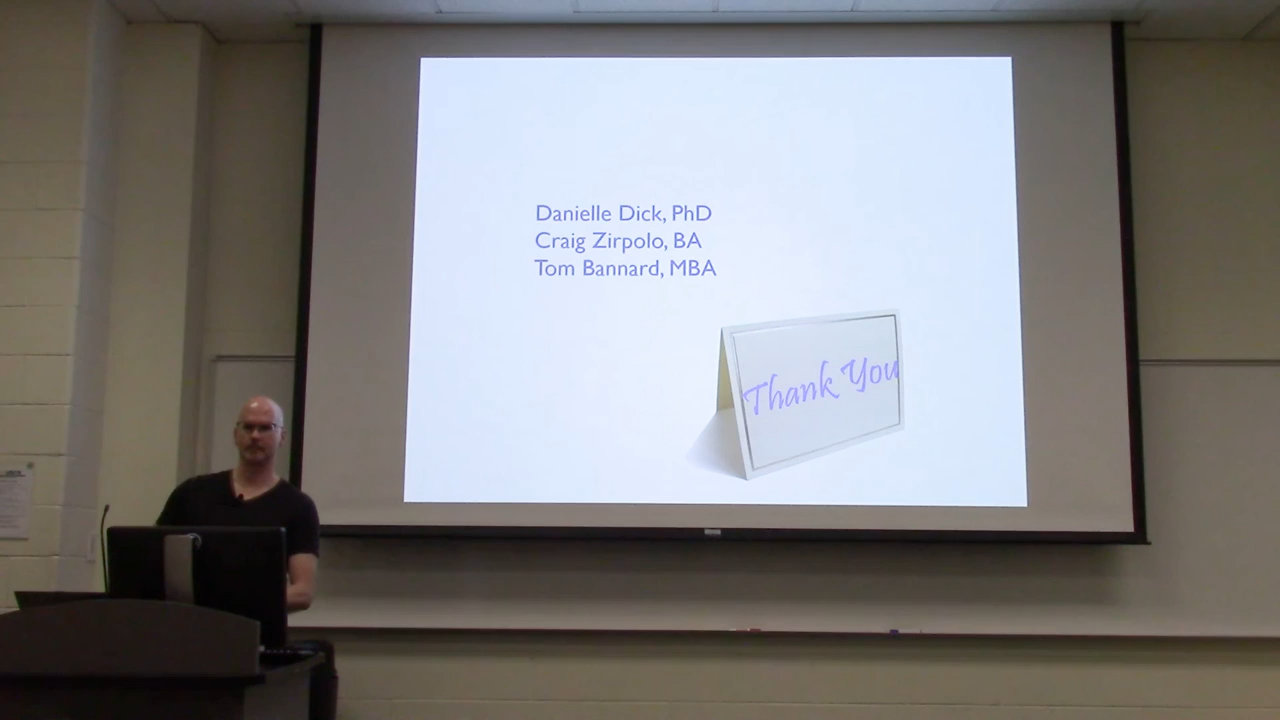 Danielle Dick, PhD
Craig Zirpolo, BA
Tom Bannard, MBA
Thank You